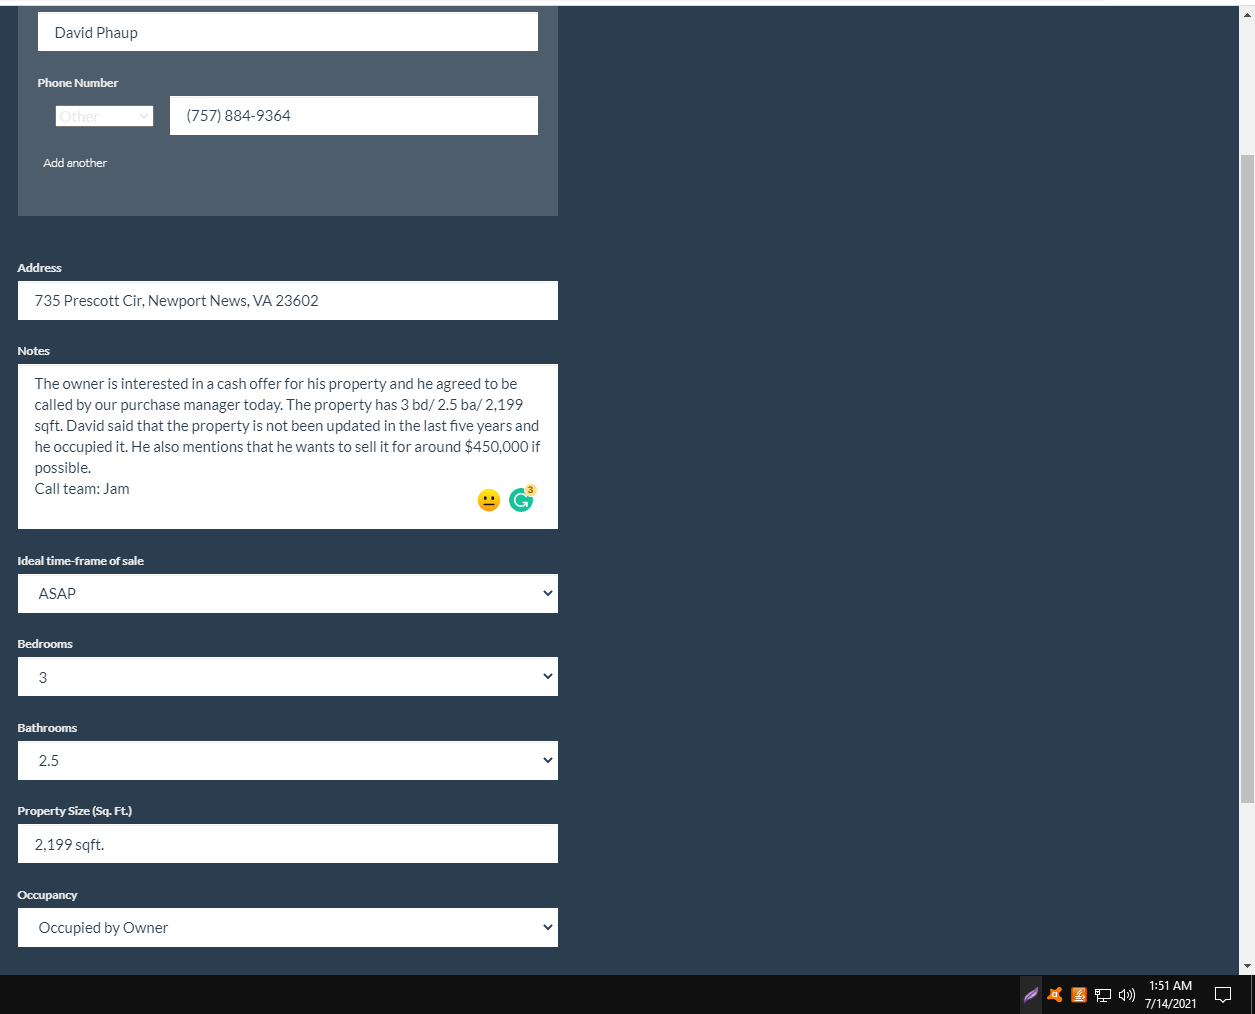 David Phaup
Phone Number
Other
(757) 884-9364
Add another
Address
735 Prescott Cir, Newport News, VA 23602
Notes
The owner is interested in a cash offer for his property and he agreed to be
called by our purchase manager today. The property has 3 bd/ 2.5 ba/ 2,199
sqft. David said that the property is not been updated in the last five years and
he occupied it. He also mentions that he wants to sell it for around $450,000 if
possible.
Call team: Jam
3
Ideal time-frame of sale
ASAP
Bedrooms
3
Bathrooms
2.5
Property Size (Sq. Ft.)
2,199 sqft.
Occupancy
Occupied by Owner
1:51 AM
7/14/2021